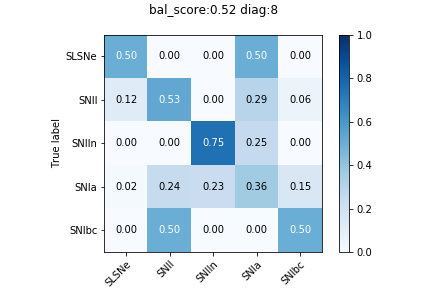 bal_score:0.52 diag:8
1.0
SLSNe 0.50 0.00 0.00 0.50 0.00
0.8
SNII 0.12 0.53 0.00 0.29 0.06
0.6
True label
SNIIn 0.00 0.00 0.75 0.25 0.00
0.4
SNIa 0.02 0.24 0.23 0.36 0.15
0.2
SNIbc 0.00 0.50 0.00 0.00 0.50
0.0
SLSNe SNII SNIIn SNIa SNIbc